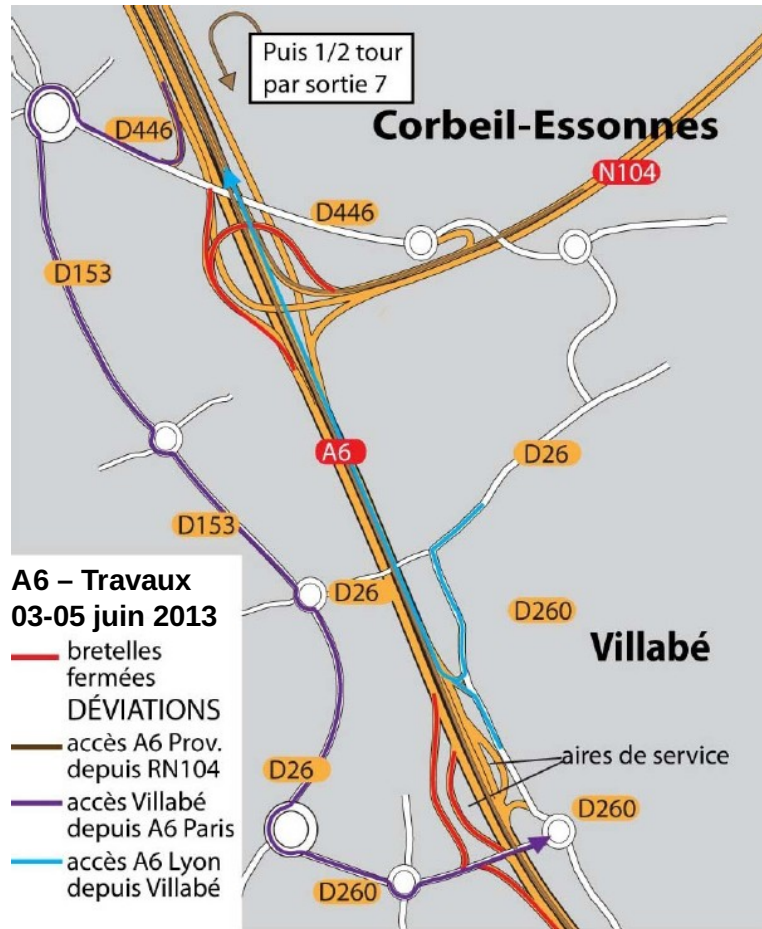 Puis 1/2 tour
par sortie 7
D446
Corbeil-Essonnes
N104
D446
D153
A6
D26
D153
D26
D260
Villabé
A6 – Travaux
03-05 juin 2013
bretelles
fermées
DÉVIATIONS
accès A6 Prov.
depuis RN104
accès Villabé
depuis A6 Paris
accès A6 Lyon
depuis Villabé
D26
aires de service
D260
D260